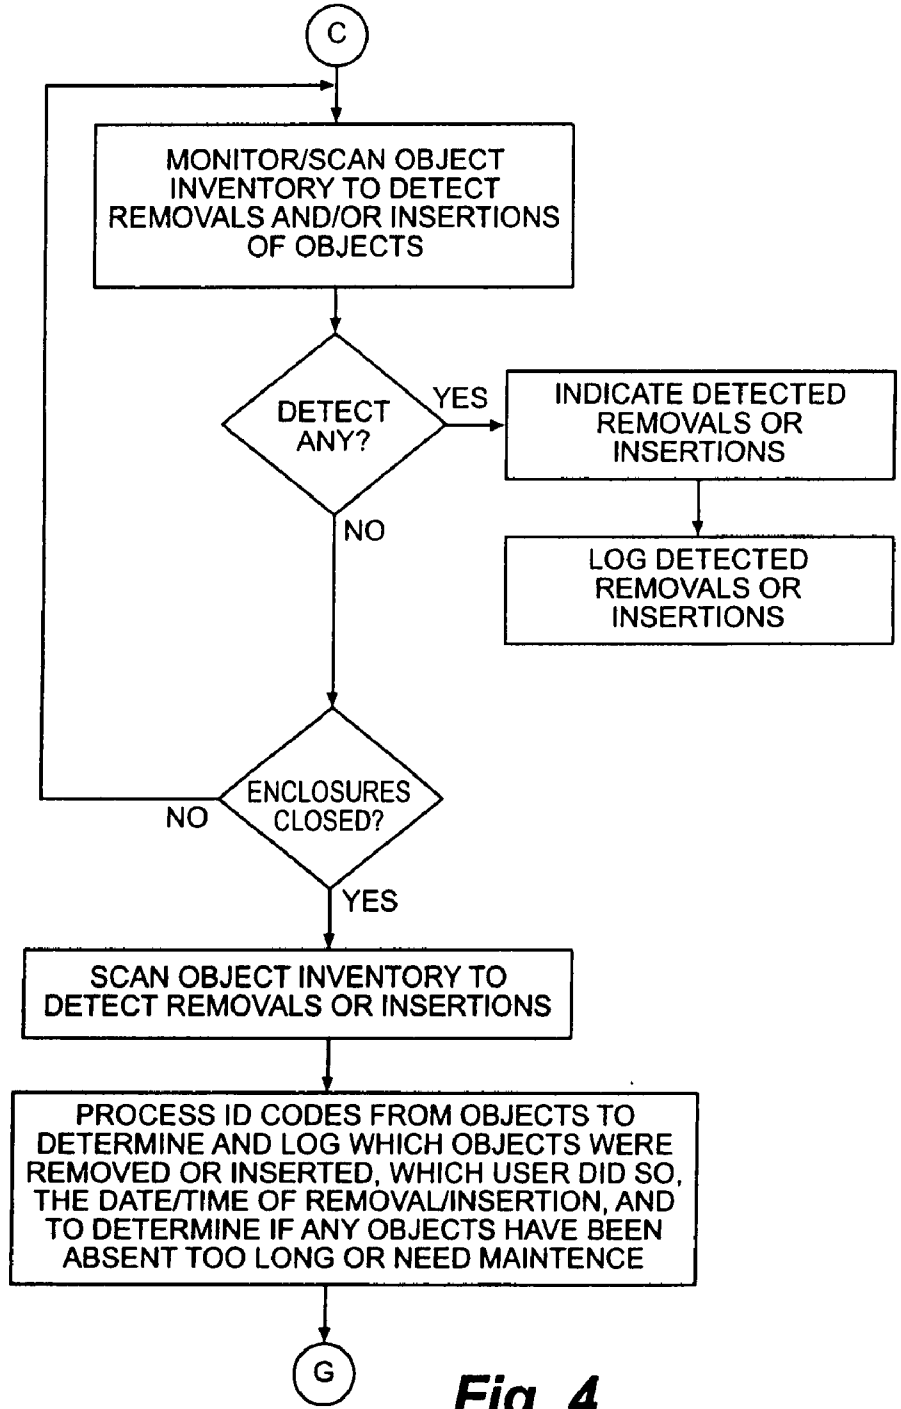 C
MONITOR/SCAN OBJECT
INVENTORY TO DETECT
REMOVALS AND/OR INSERTIONS
OF OBJECTS
DETECT
ANY?
YES
INDICATE DETECTED
REMOVALS OR
INSERTIONS
NO
LOG DETECTED
REMOVALS OR
INSERTIONS
ENCLOSURES
CLOSED?
NO
YES
SCAN OBJECT INVENTORY TO
DETECT REMOVALS OR INSERTIONS
PROCESS ID CODES FROM OBJECTS TO
DETERMINE AND LOG WHICH OBJECTS WERE
REMOVED OR INSERTED, WHICH USER DID SO,
THE DATE/TIME OF REMOVAL/INSERTION, AND
TO DETERMINE IF ANY OBJECTS HAVE BEEN
ABSENT TOO LONG OR NEED MAINTENCE
G
Fig. 4